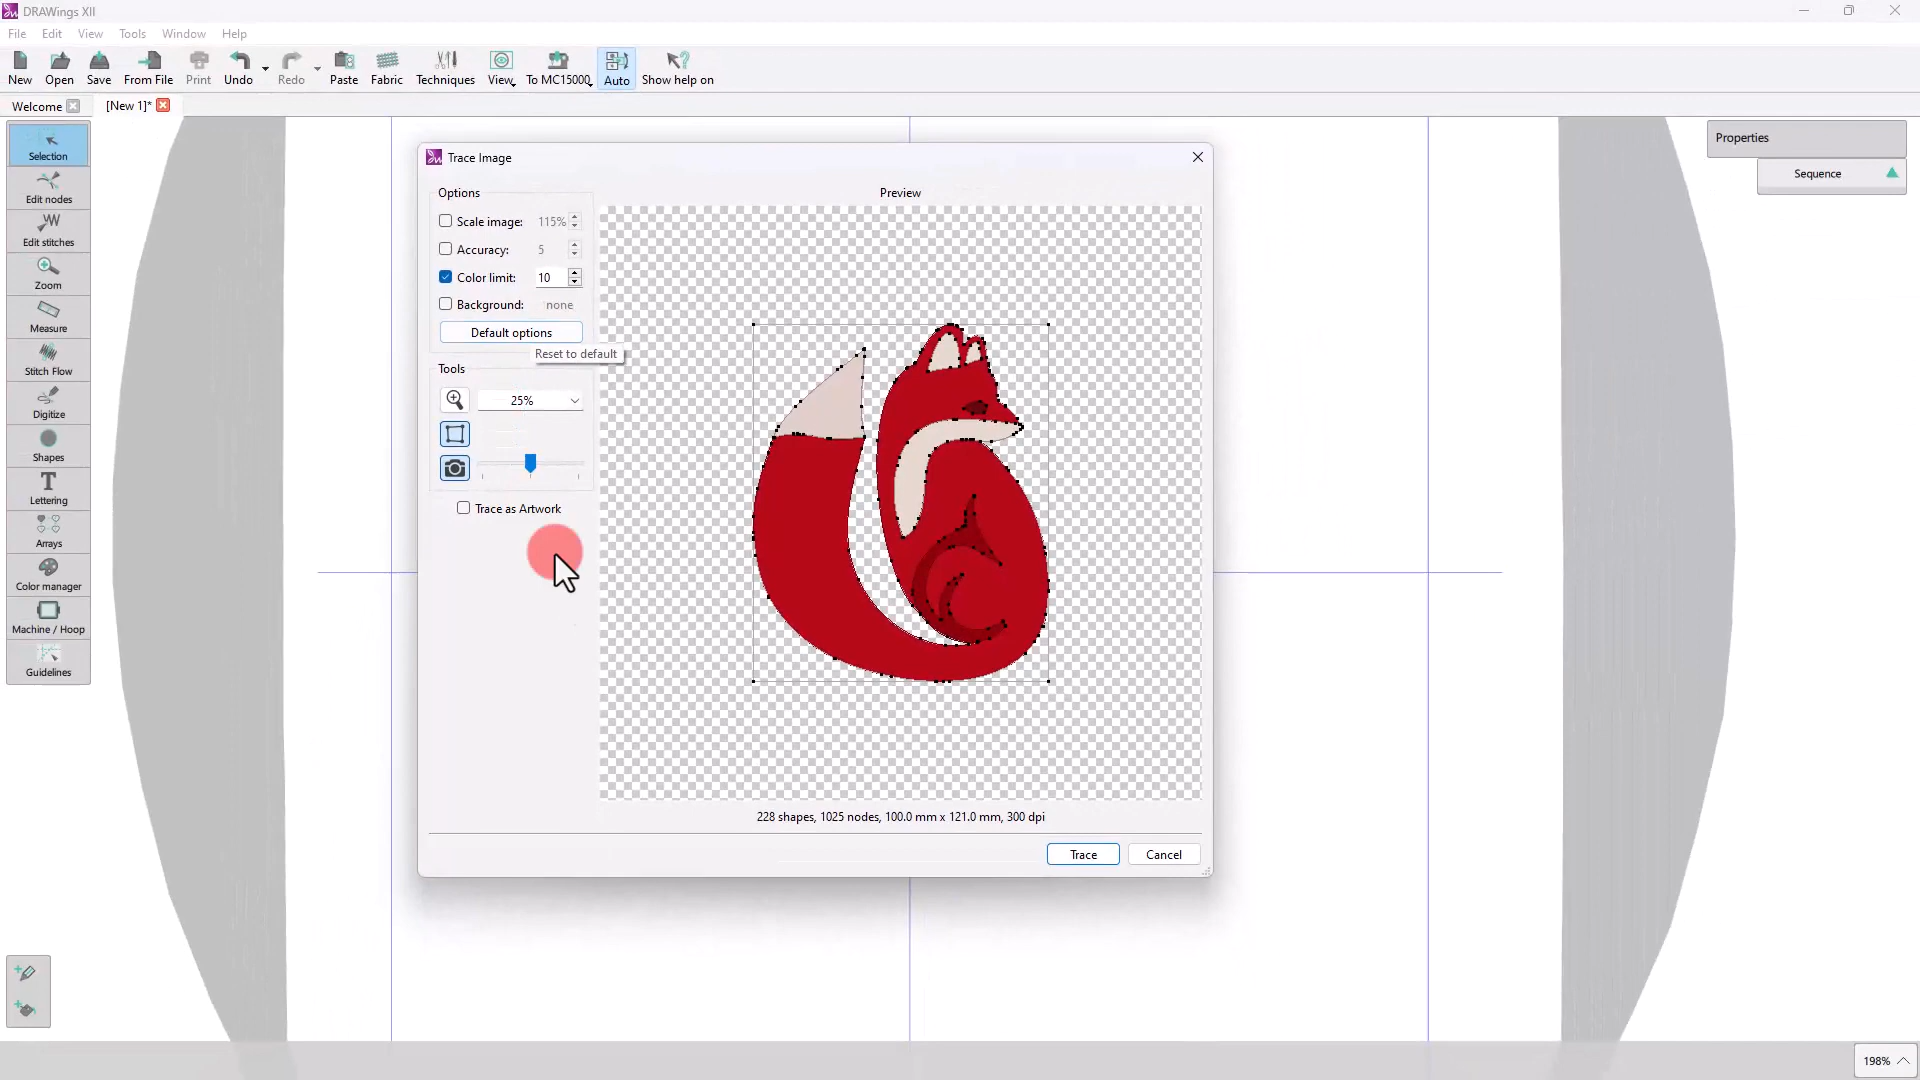 DRAWings XII
File Edit View Tools Window Help
New Open Save From File Print Undo Redo Paste Fabric Techniques View To MC15000 Auto Show help on
Welcome [New 1]*
Selection
Edit nodes
Edit stitches
Zoom
Measure
Stitch Flow
Digitize
Shapes
Lettering
Arrays
Color manager
Machine / Hoop
Guidelines
Trace Image
Options
Scale image: 115%
Accuracy: 5
Color limit: 10
Background: none
Default options
Reset to default
Tools
25%
Trace as Artwork
Preview
228 shapes, 1025 nodes, 100.0 mm x 121.0 mm, 300 dpi
Trace Cancel
Properties
Sequence
198%